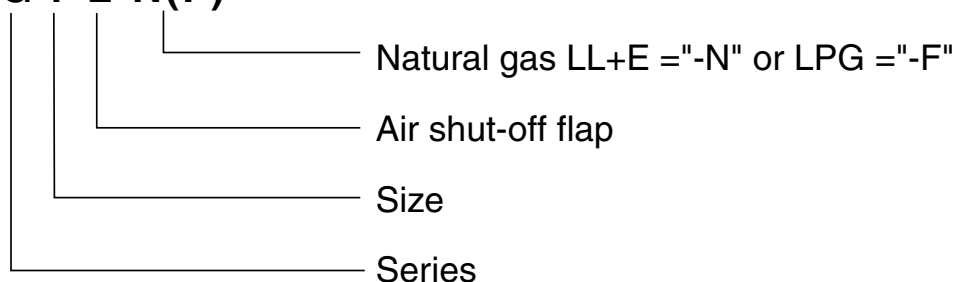 Natural gas LL+E ="-N" or LPG ="-F"
Air shut-off flap
Size
Series